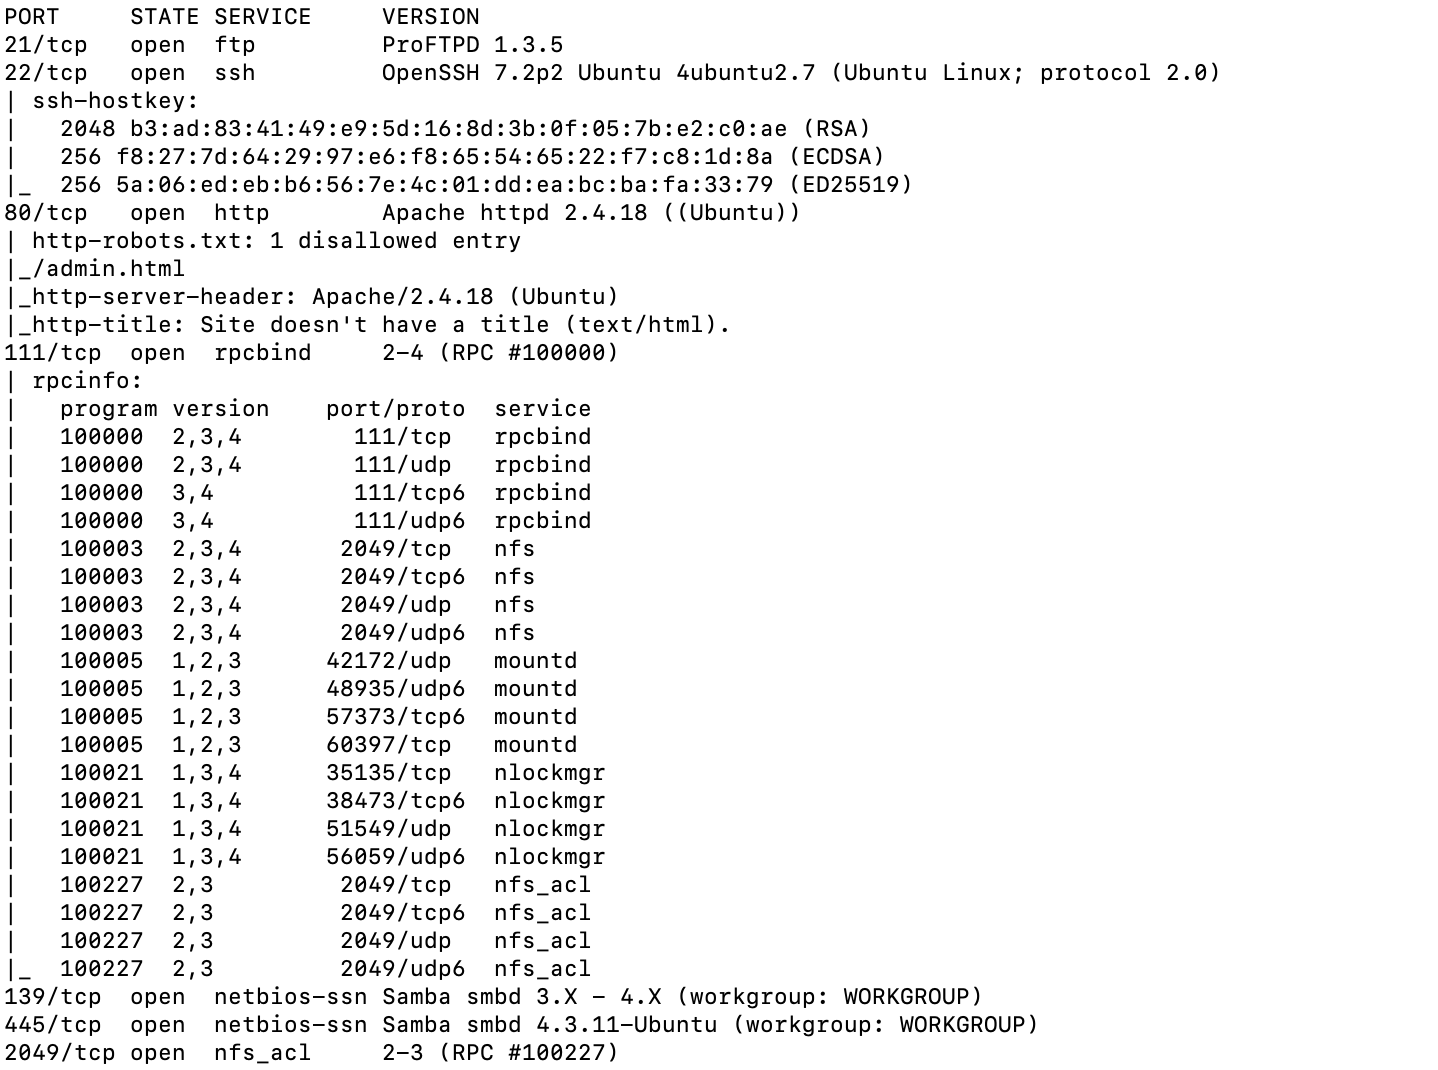 PORT     STATE SERVICE     VERSION
21/tcp   open  ftp         ProFTPD 1.3.5
22/tcp   open  ssh         OpenSSH 7.2p2 Ubuntu 4ubuntu2.7 (Ubuntu Linux; protocol 2.0)
| ssh-hostkey:
|   2048 b3:ad:83:41:49:e9:5d:16:8d:3b:0f:05:7b:e2:c0:ae (RSA)
|   256 f8:27:7d:64:29:97:e6:f8:65:54:65:22:f7:c8:1d:8a (ECDSA)
|_  256 5a:06:ed:eb:b6:56:7e:4c:01:dd:ea:bc:ba:fa:33:79 (ED25519)
80/tcp   open  http        Apache httpd 2.4.18 ((Ubuntu))
| http-robots.txt: 1 disallowed entry
|_/admin.html
|_http-server-header: Apache/2.4.18 (Ubuntu)
|_http-title: Site doesn't have a title (text/html).
111/tcp  open  rpcbind     2-4 (RPC #100000)
| rpcinfo:
|   program version    port/proto  service
|   100000  2,3,4        111/tcp   rpcbind
|   100000  2,3,4        111/udp   rpcbind
|   100000  3,4          111/tcp6  rpcbind
|   100000  3,4          111/udp6  rpcbind
|   100003  2,3,4       2049/tcp   nfs
|   100003  2,3,4       2049/tcp6  nfs
|   100003  2,3,4       2049/udp   nfs
|   100003  2,3,4       2049/udp6  nfs
|   100005  1,2,3      42172/udp   mountd
|   100005  1,2,3      48935/udp6  mountd
|   100005  1,2,3      57373/tcp6  mountd
|   100005  1,2,3      60397/tcp   mountd
|   100021  1,3,4      35135/tcp   nlockmgr
|   100021  1,3,4      38473/tcp6  nlockmgr
|   100021  1,3,4      51549/udp   nlockmgr
|   100021  1,3,4      56059/udp6  nlockmgr
|   100227  2,3         2049/tcp   nfs_acl
|   100227  2,3         2049/tcp6  nfs_acl
|   100227  2,3         2049/udp   nfs_acl
|_  100227  2,3         2049/udp6  nfs_acl
139/tcp  open  netbios-ssn Samba smbd 3.X - 4.X (workgroup: WORKGROUP)
445/tcp  open  netbios-ssn Samba smbd 4.3.11-Ubuntu (workgroup: WORKGROUP)
2049/tcp open  nfs_acl     2-3 (RPC #100227)